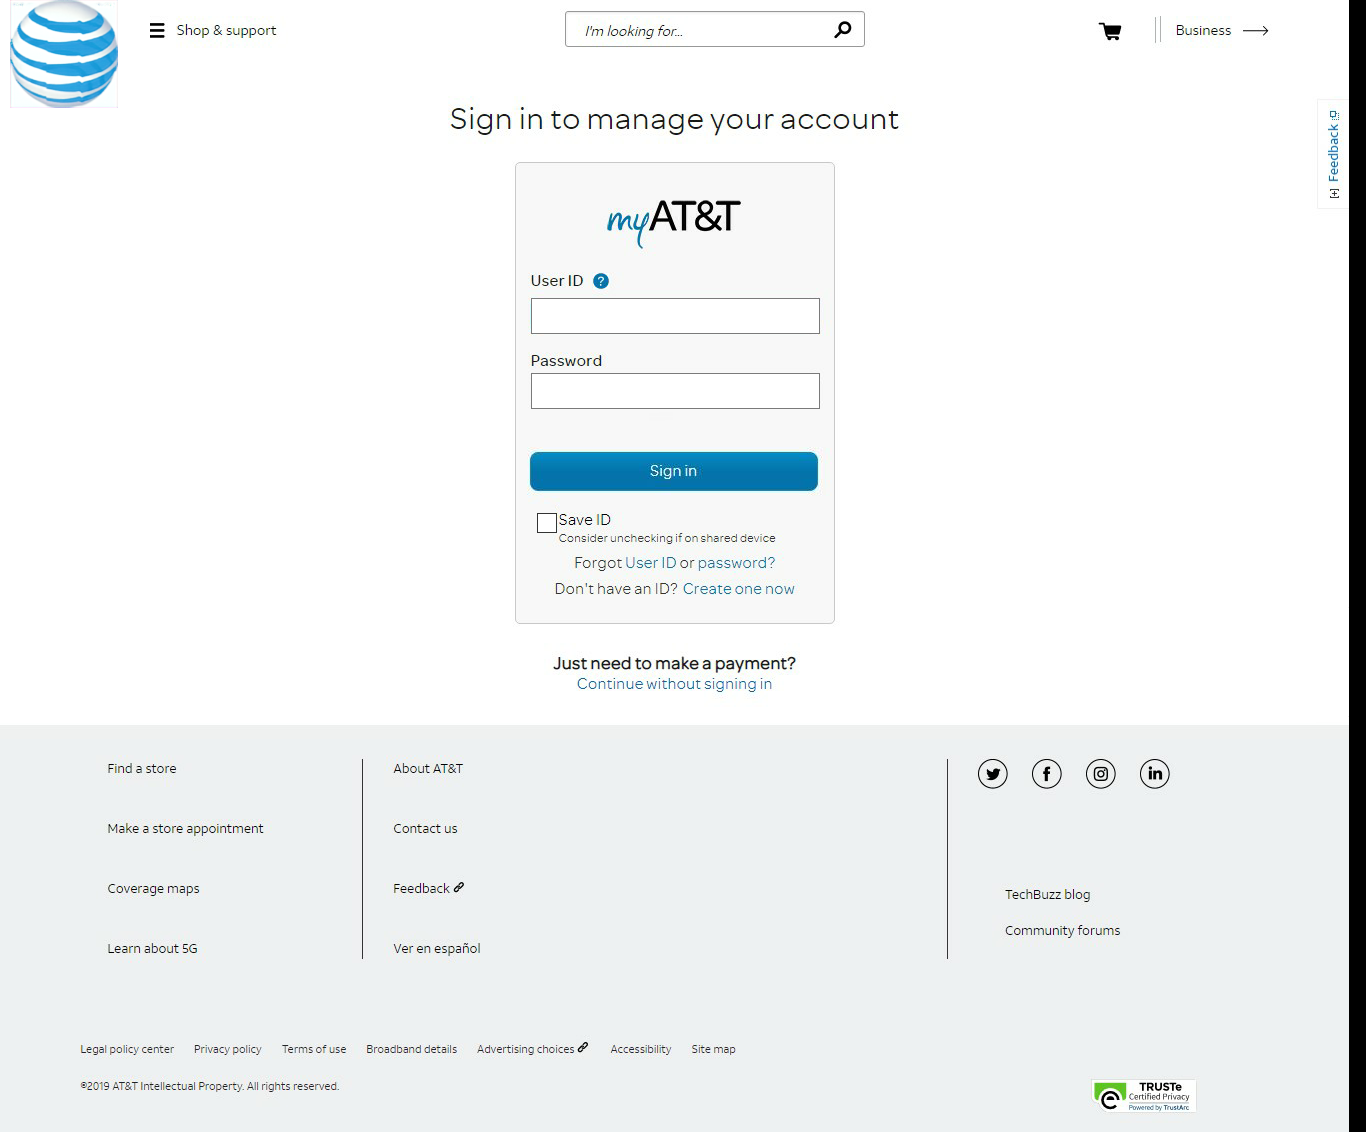 Shop & support
I'm looking for...
Business
Feedback
Sign in to manage your account
myAT&T
User ID ?
Password
Sign in
Save ID
Consider unchecking if on shared device
Forgot User ID or password?
Don't have an ID? Create one now
Just need to make a payment?
Continue without signing in
Find a store
Make a store appointment
Coverage maps
Learn about 5G
About AT&T
Contact us
Feedback
Ver en español
TechBuzz blog
Community forums
Legal policy center Privacy policy Terms of use Broadband details Advertising choices Accessibility Site map
©2019 AT&T Intellectual Property. All rights reserved.
TRUSTe
Certified Privacy
Powered by TrustArc